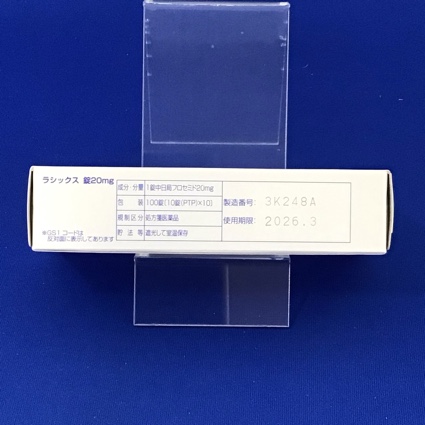 ラシックス 錠20mg
成分・分量 1錠中日局フロセミド20mg
包 装 100錠(10錠(PTP)×10)
規制区分 処方箋医薬品
貯 法 等 遮光して室温保存
製造番号: 3K248A
使用期限: 2026.3
※GS1コードは
反対面に表示してあります